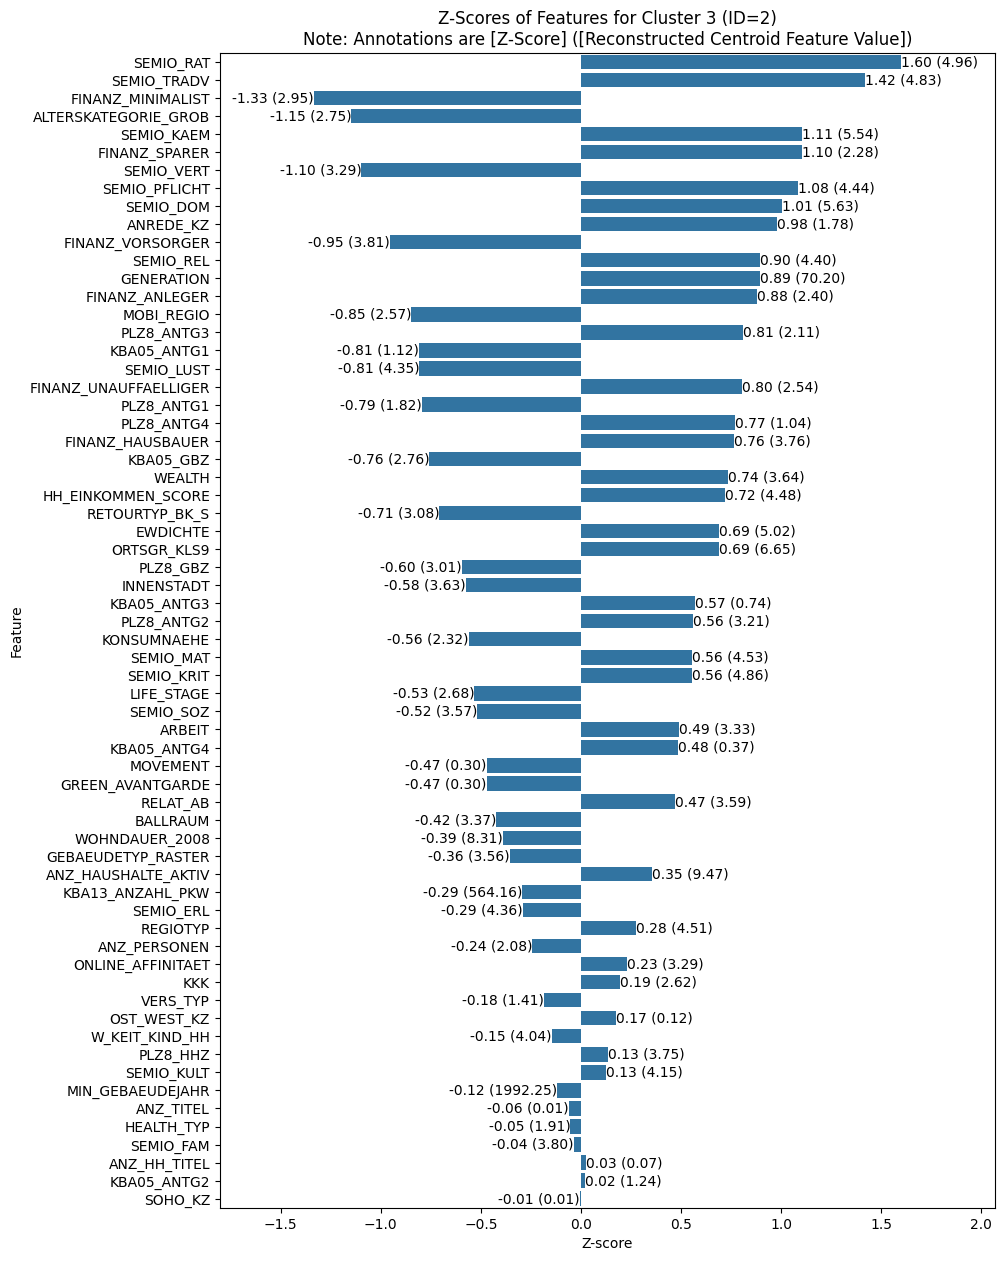 Z-Scores of Features for Cluster 3 (ID=2)
Note: Annotations are [Z-Score] ([Reconstructed Centroid Feature Value])
SEMIO_RAT 1.60 (4.96)
SEMIO_TRADV 1.42 (4.83)
FINANZ_MINIMALIST -1.33 (2.95)
ALTERSKATEGORIE_GROB -1.15 (2.75)
SEMIO_KAEM 1.11 (5.54)
FINANZ_SPARER 1.10 (2.28)
SEMIO_VERT -1.10 (3.29)
SEMIO_PFLICHT 1.08 (4.44)
SEMIO_DOM 1.01 (5.63)
ANREDE_KZ 0.98 (1.78)
FINANZ_VORSORGER -0.95 (3.81)
SEMIO_REL 0.90 (4.40)
GENERATION 0.89 (70.20)
FINANZ_ANLEGER 0.88 (2.40)
MOBI_REGIO -0.85 (2.57)
PLZ8_ANTG3 0.81 (2.11)
KBA05_ANTG1 -0.81 (1.12)
SEMIO_LUST -0.81 (4.35)
FINANZ_UNAUFFAELLIGER 0.80 (2.54)
PLZ8_ANTG1 -0.79 (1.82)
PLZ8_ANTG4 0.77 (1.04)
FINANZ_HAUSBAUER 0.76 (3.76)
KBA05_GBZ -0.76 (2.76)
WEALTH 0.74 (3.64)
HH_EINKOMMEN_SCORE 0.72 (4.48)
RETOURTYP_BK_S -0.71 (3.08)
EWDICHTE 0.69 (5.02)
ORTSGR_KLS9 0.69 (6.65)
PLZ8_GBZ -0.60 (3.01)
INNENSTADT -0.58 (3.63)
KBA05_ANTG3 0.57 (0.74)
PLZ8_ANTG2 0.56 (3.21)
KONSUMNAEHE -0.56 (2.32)
SEMIO_MAT 0.56 (4.53)
SEMIO_KRIT 0.56 (4.86)
LIFE_STAGE -0.53 (2.68)
SEMIO_SOZ -0.52 (3.57)
ARBEIT 0.49 (3.33)
KBA05_ANTG4 0.48 (0.37)
MOVEMENT -0.47 (0.30)
GREEN_AVANTGARDE -0.47 (0.30)
RELAT_AB 0.47 (3.59)
BALLRAUM -0.42 (3.37)
WOHNDAUER_2008 -0.39 (8.31)
GEBAEUDETYP_RASTER -0.36 (3.56)
ANZ_HAUSHALTE_AKTIV 0.35 (9.47)
KBA13_ANZAHL_PKW -0.29 (564.16)
SEMIO_ERL -0.29 (4.36)
REGIOTYP 0.28 (4.51)
ANZ_PERSONEN -0.24 (2.08)
ONLINE_AFFINITAET 0.23 (3.29)
KKK 0.19 (2.62)
VERS_TYP -0.18 (1.41)
OST_WEST_KZ 0.17 (0.12)
W_KEIT_KIND_HH -0.15 (4.04)
PLZ8_HHZ 0.13 (3.75)
SEMIO_KULT 0.13 (4.15)
MIN_GEBAEUDEJAHR -0.12 (1992.25)
ANZ_TITEL -0.06 (0.01)
HEALTH_TYP -0.05 (1.91)
SEMIO_FAM -0.04 (3.80)
ANZ_HH_TITEL 0.03 (0.07)
KBA05_ANTG2 0.02 (1.24)
SOHO_KZ -0.01 (0.01)
Feature
-1.5 -1.0 -0.5 0.0 0.5 1.0 1.5 2.0
Z-score